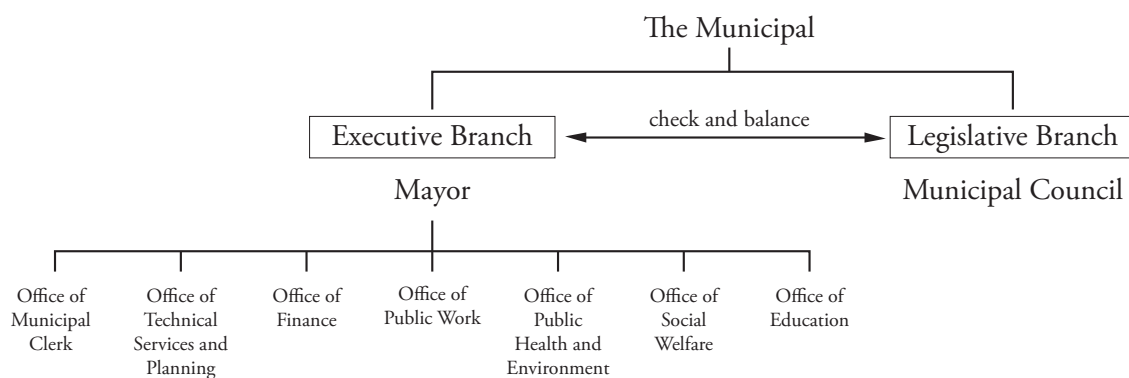 The Municipal
check and balance
Executive Branch
Legislative Branch
Mayor
Municipal Council
Office of
Municipal
Clerk
Office of
Technical
Services and
Planning
Office of
Finance
Office of
Public Work
Office of
Public
Health and
Environment
Office of
Social
Welfare
Office of
Education